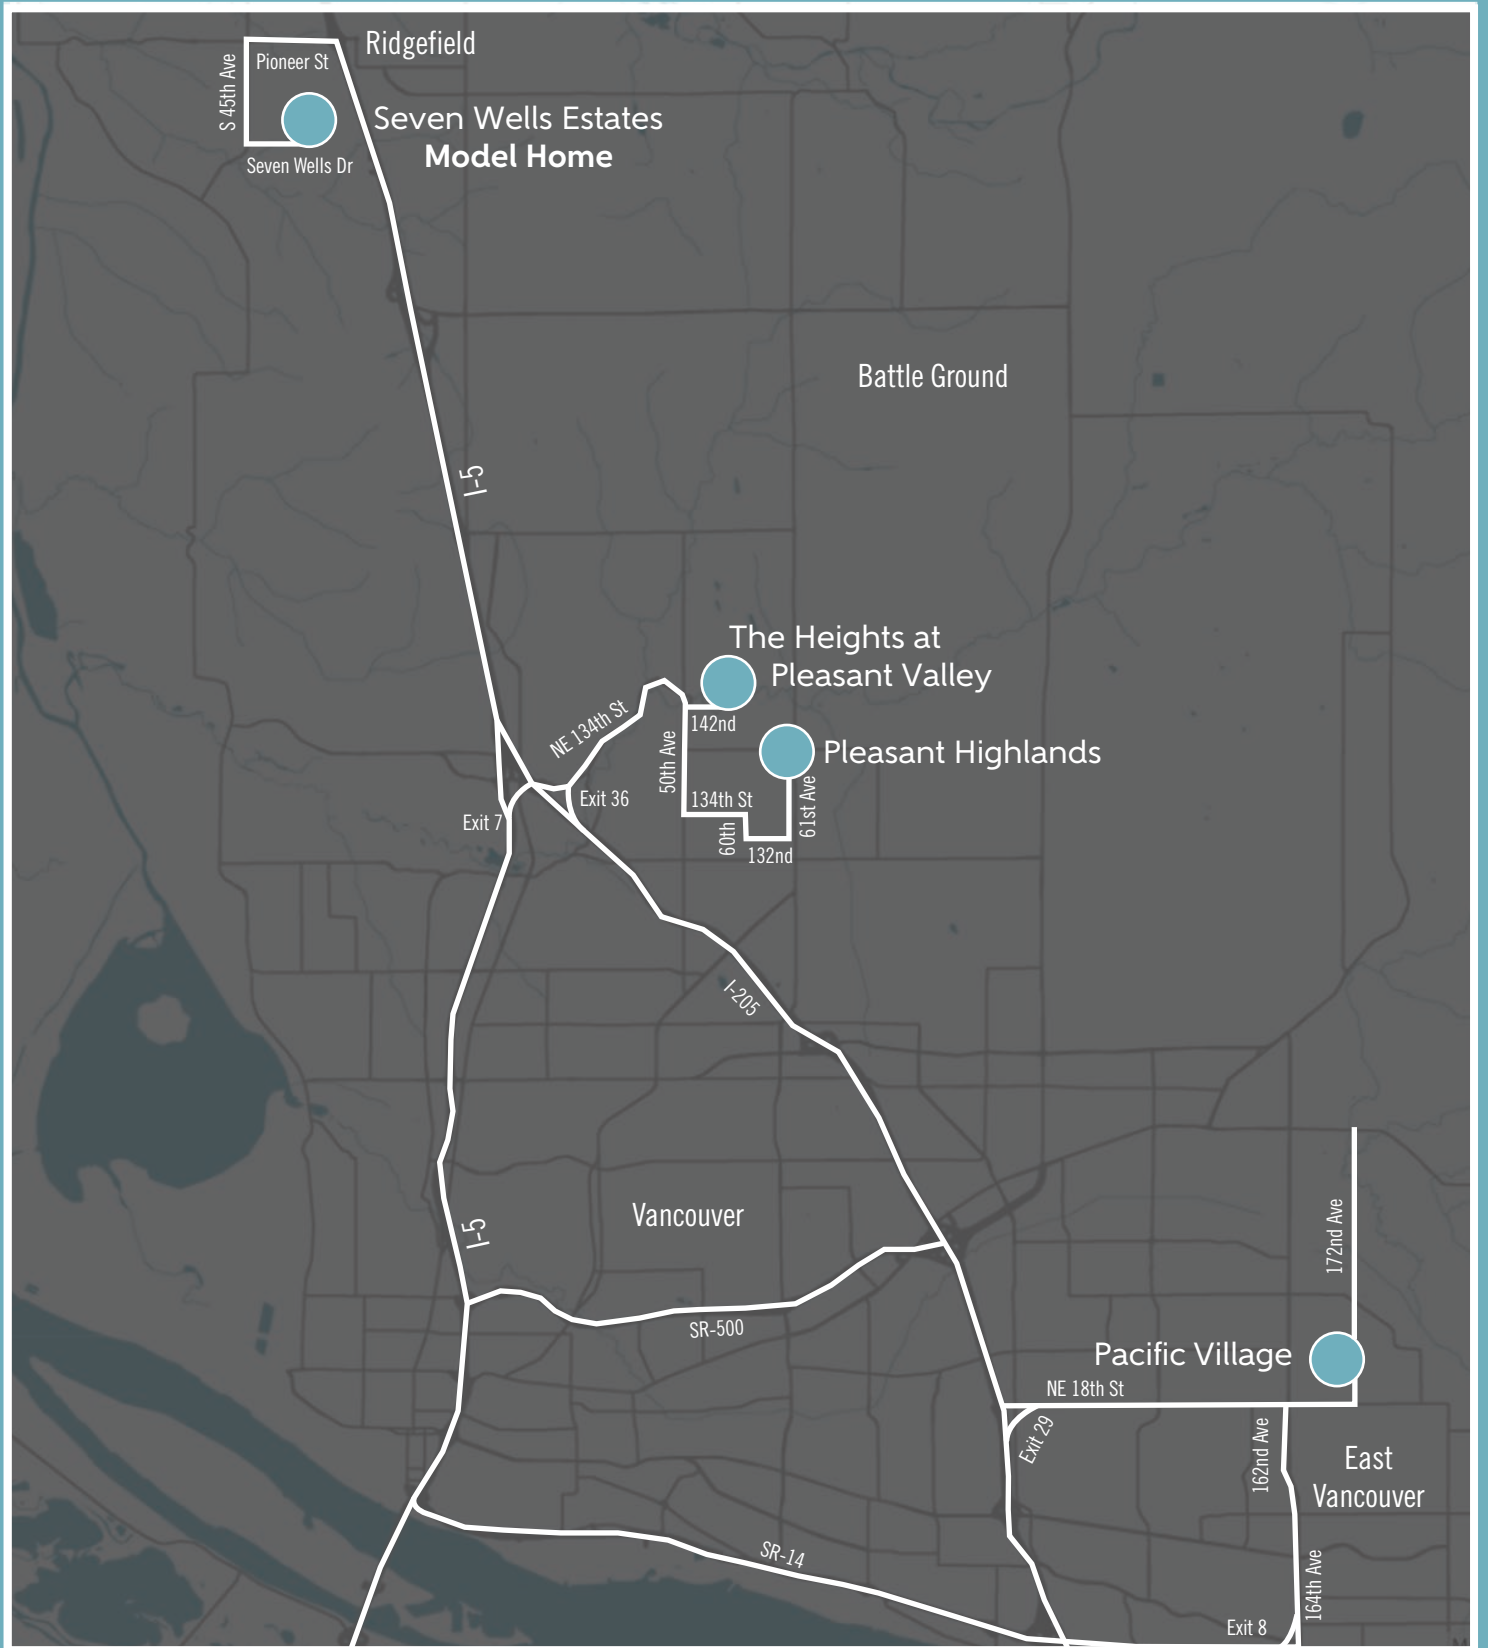 Ridgefield
Pioneer St
S 45th Ave
Seven Wells Estates
Model Home
Seven Wells Dr
Battle Ground
I-5
The Heights at
Pleasant Valley
NE 134th St
142nd
50th Ave
Pleasant Highlands
Exit 36
134th St
61st Ave
Exit 7
60th
132nd
I-205
Vancouver
I-5
172nd Ave
SR-500
Pacific Village
NE 18th St
Exit 29
162nd Ave
East
Vancouver
SR-14
164th Ave
Exit 8